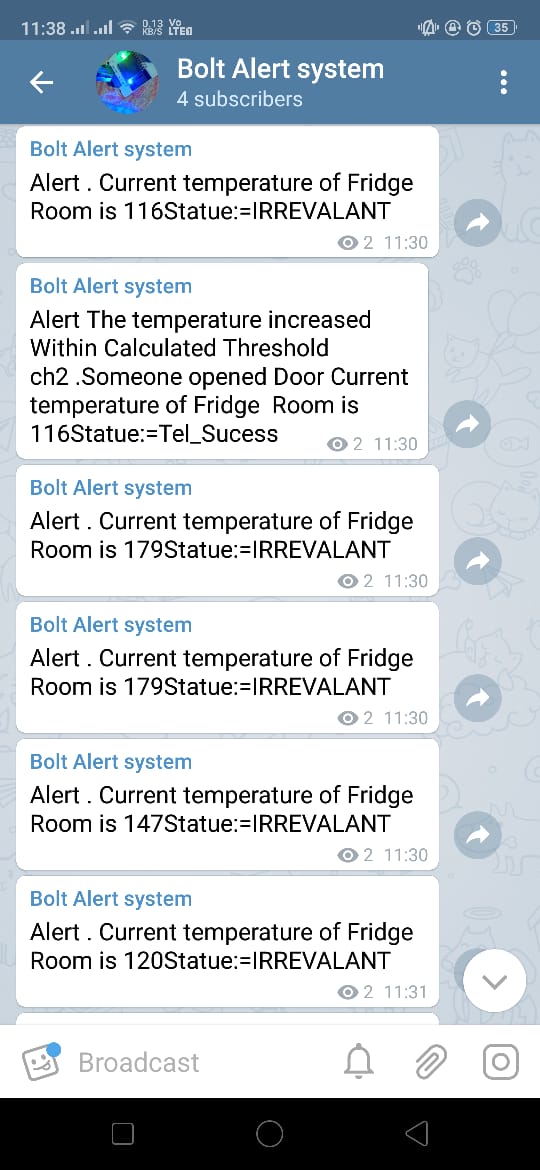 11:38
0.13 KB/S
Vo LTE
35
Bolt Alert system
4 subscribers
Bolt Alert system
Alert . Current temperature of Fridge
Room is 116Statue:=IRREVALANT
2 11:30
Bolt Alert system
Alert The temperature increased
Within Calculated Threshold
ch2 .Someone opened Door Current
temperature of Fridge Room is
116Statue:=Tel_Sucess
2 11:30
Bolt Alert system
Alert . Current temperature of Fridge
Room is 179Statue:=IRREVALANT
2 11:30
Bolt Alert system
Alert . Current temperature of Fridge
Room is 179Statue:=IRREVALANT
2 11:30
Bolt Alert system
Alert . Current temperature of Fridge
Room is 147Statue:=IRREVALANT
2 11:30
Bolt Alert system
Alert . Current temperature of Fridge
Room is 120Statue:=IRREVALANT
2 11:31
Broadcast